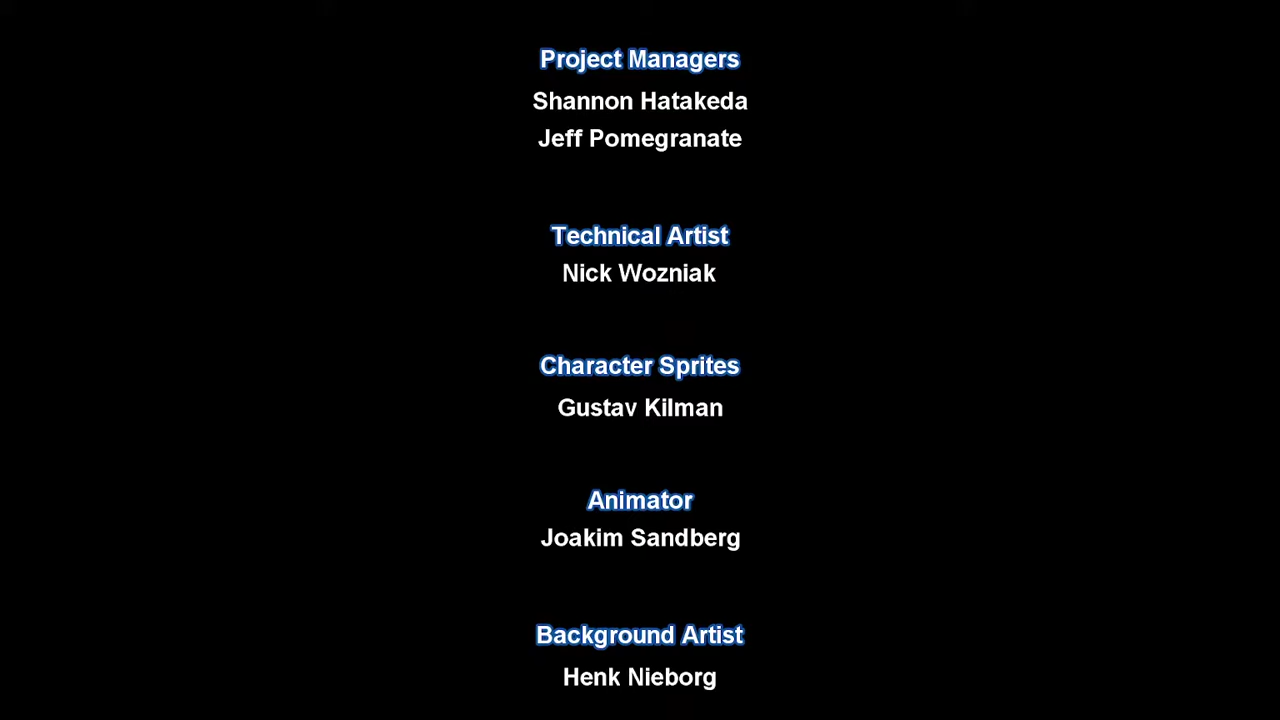 Project Managers
Shannon Hatakeda
Jeff Pomegranate
Technical Artist
Nick Wozniak
Character Sprites
Gustav Kilman
Animator
Joakim Sandberg
Background Artist
Henk Nieborg